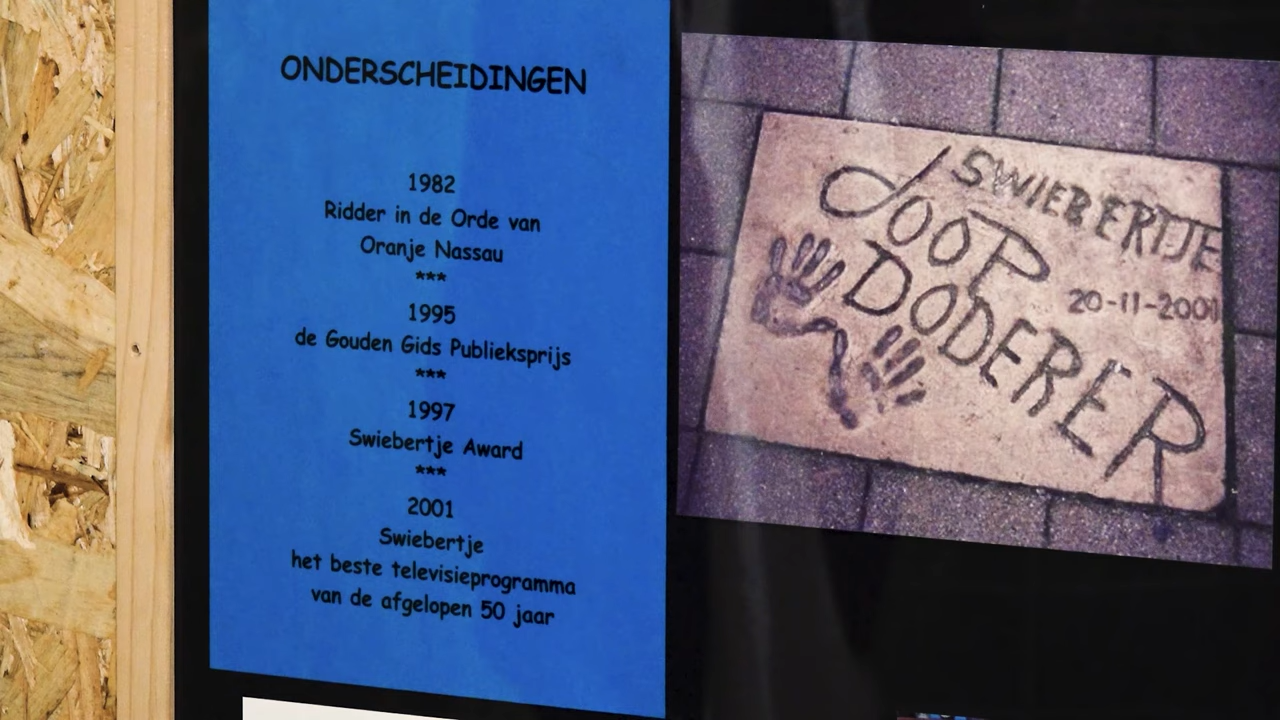 ONDERSCHEIDINGEN
1982
Ridder in de Orde van
Oranje Nassau
***
1995
de Gouden Gids Publieksprijs
***
1997
Swiebertje Award
***
2001
Swiebertje
het beste televisieprogramma
van de afgelopen 50 jaar
SWIEBERTJE
JOOP
20-11-2001
DODERER